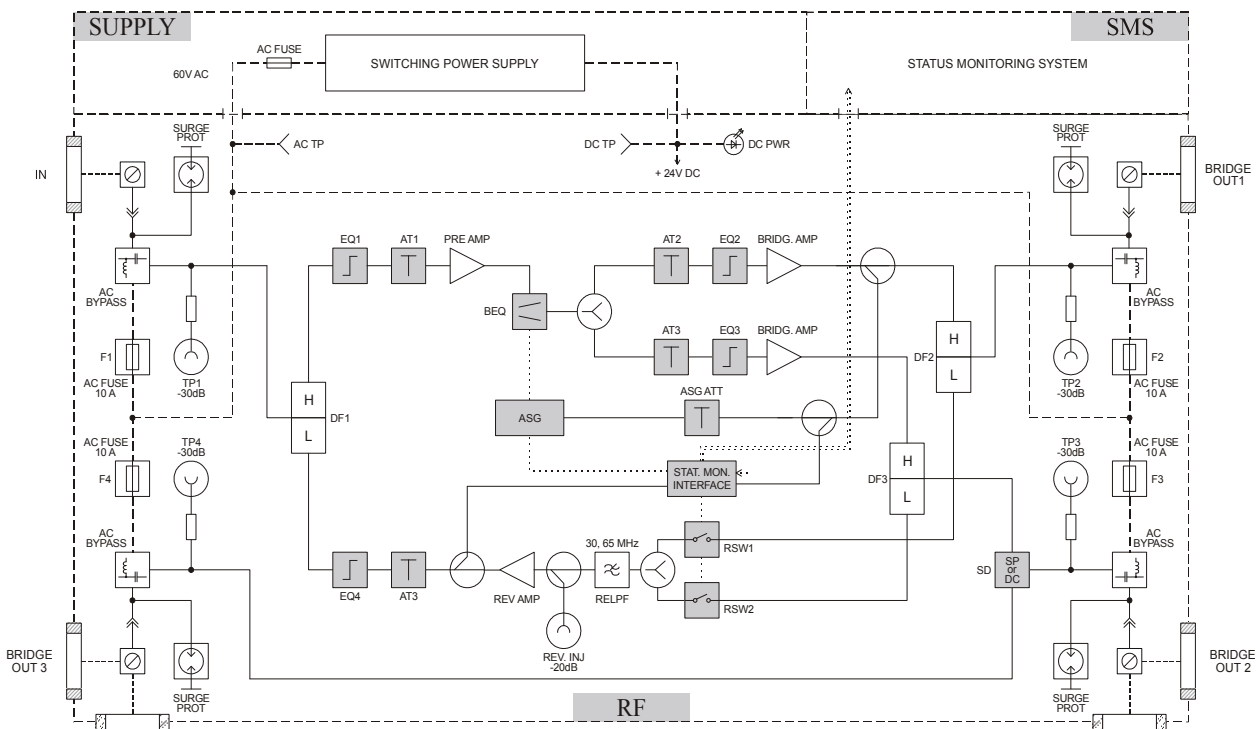 SUPPLY
SMS
AC FUSE
SWITCHING POWER SUPPLY
STATUS MONITORING SYSTEM
60V AC
SURGE
PROT
AC TP
DC TP
DC PWR
+ 24V DC
SURGE
PROT
IN
BRIDGE
OUT1
EQ1
AT1
PRE AMP
AT2
EQ2
BRIDG. AMP
AC
BYPASS
BEQ
AC
BYPASS
AT3
EQ3
BRIDG. AMP
H
L
DF2
F1
AC FUSE
10 A
TP1
-30dB
TP2
-30dB
F2
AC FUSE
10 A
H
L
DF1
ASG
ASG ATT
AC FUSE
10 A
F4
TP4
-30dB
STAT. MON.
INTERFACE
H
L
DF3
TP3
-30dB
AC FUSE
10 A
F3
AC
BYPASS
30, 65 MHz
RSW1
AC
BYPASS
EQ4
AT3
REV AMP
RELPF
RSW2
SD
SP
or
DC
REV. INJ
-20dB
BRIDGE
OUT 3
SURGE
PROT
SURGE
PROT
BRIDGE
OUT 2
RF